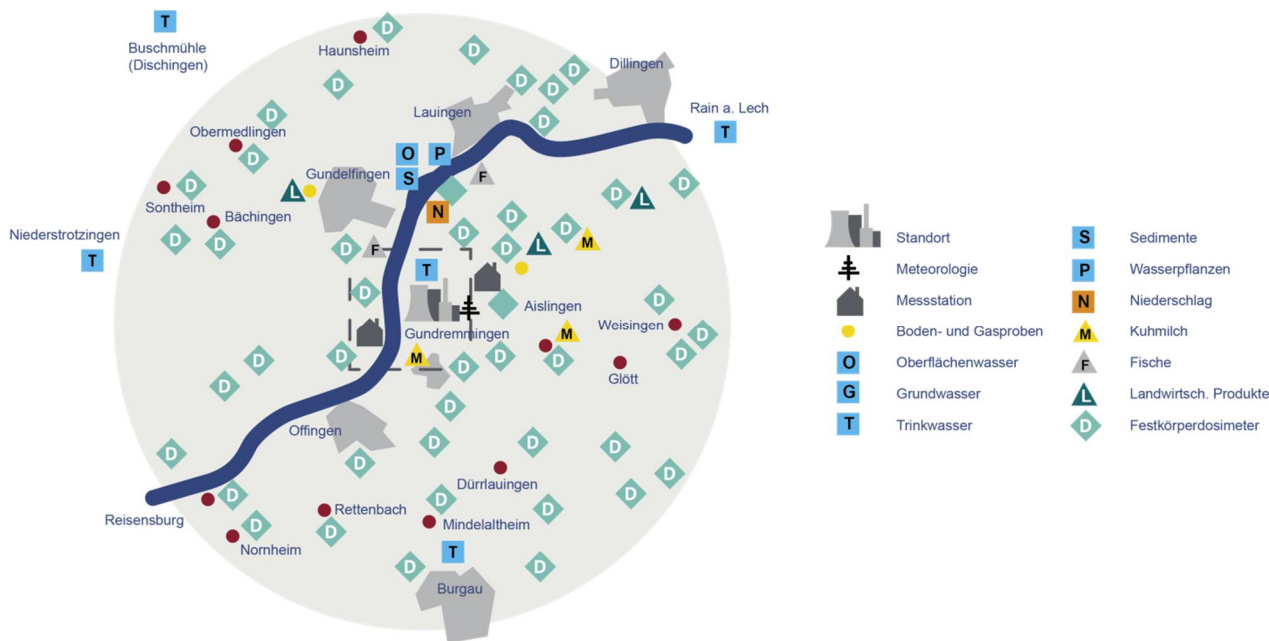 T
Buschmühle
(Dischingen)
Haunsheim
D
D
Dillingen
D
D
D
D
Lauingen
Rain a. Lech
T
D
D
Obermedlingen
D
O
P
Gundelfingen
S
F
D
D
L
D
L
Sontheim
Bächingen
N
D
D
M
Niederstrotzingen
T
D
D
D
F
D
D
L
T
D
Aislingen
D
Weisingen
D
Gundremmingen
M
D
M
D
D
D
D
D
Glött
D
D
D
Offingen
D
D
D
D
D
D
Dürrlauingen
D
Reisensburg
D
D
Rettenbach
D
D
D
Mindelaltheim
D
Nornheim
T
D
D
Burgau
Standort
Meteorologie
Messstation
Boden- und Gasproben
O Oberflächenwasser
G Grundwasser
T Trinkwasser
S Sedimente
P Wasserpflanzen
N Niederschlag
M Kuhmilch
F Fische
L Landwirtsch. Produkte
D Festkörperdosimeter